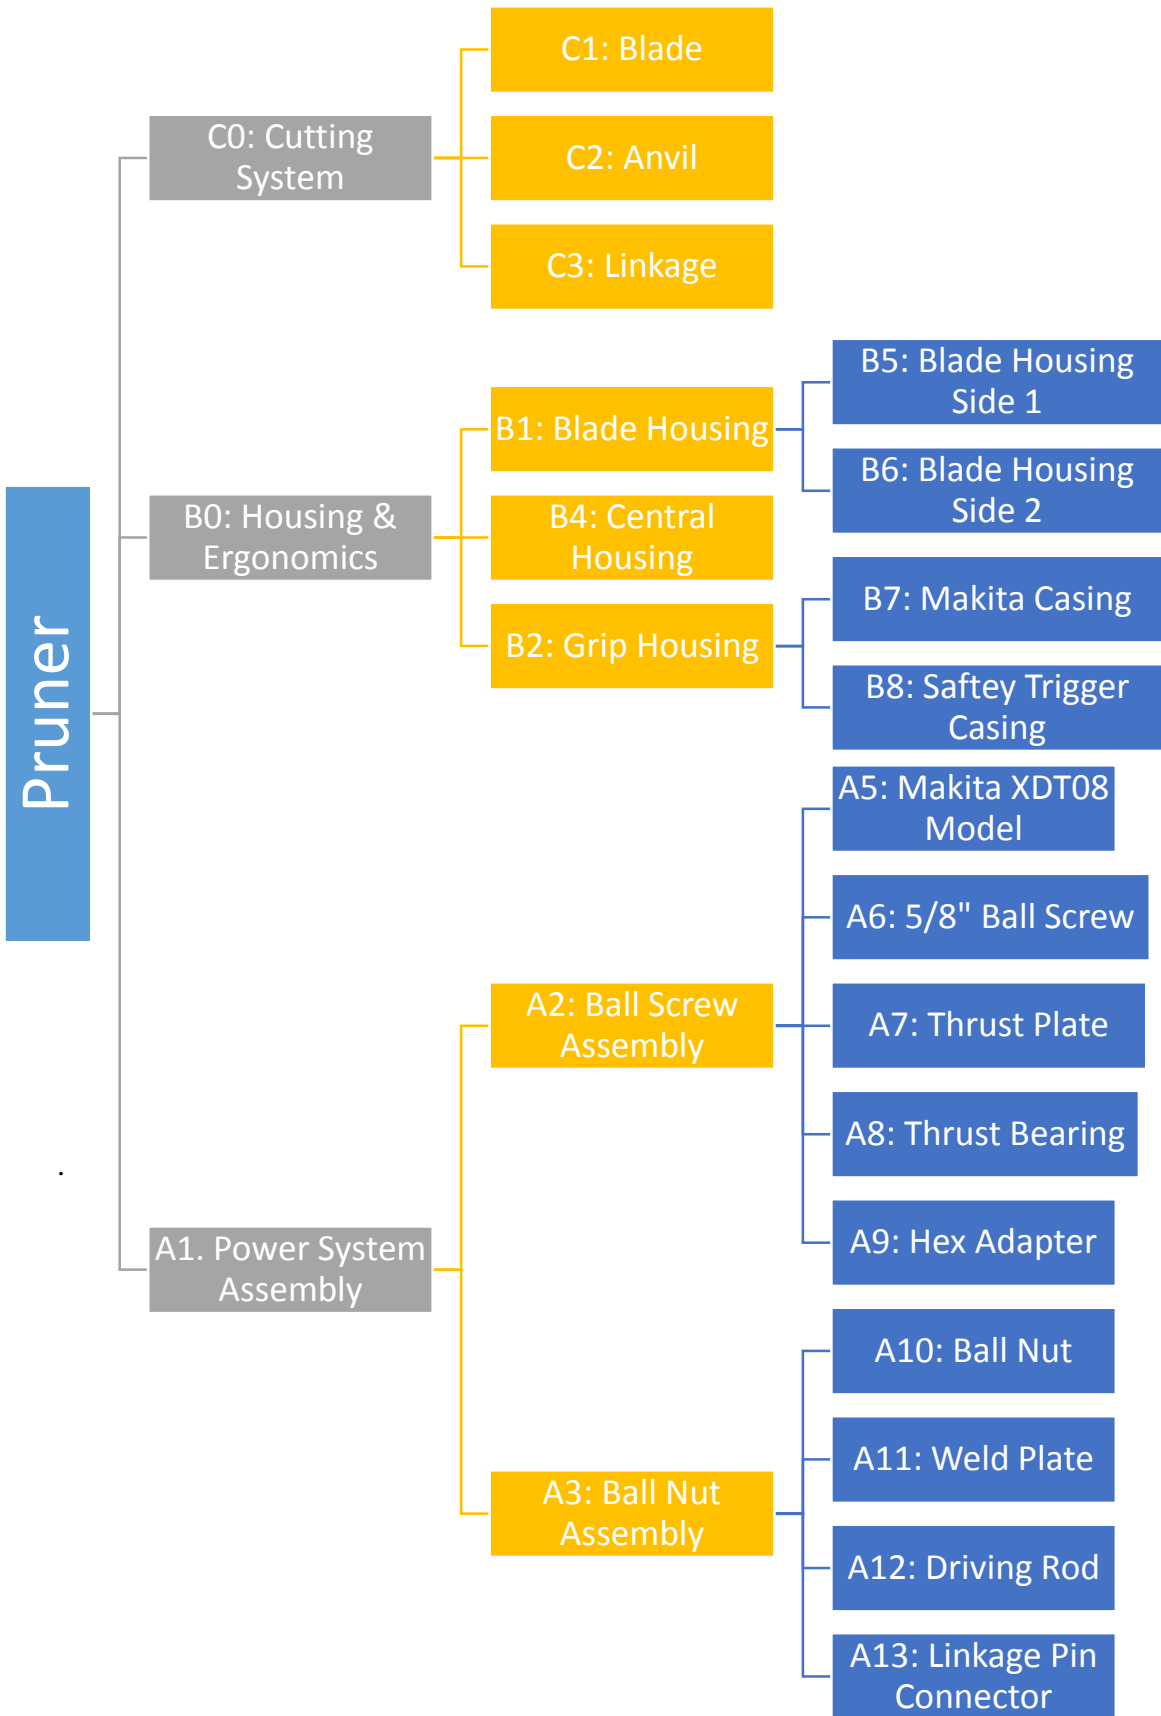 Pruner
C0: Cutting
System
C1: Blade
C2: Anvil
C3: Linkage
B0: Housing &
Ergonomics
B1: Blade Housing
B5: Blade Housing
Side 1
B6: Blade Housing
Side 2
B4: Central
Housing
B2: Grip Housing
B7: Makita Casing
B8: Saftey Trigger
Casing
A1. Power System
Assembly
A2: Ball Screw
Assembly
A5: Makita XDT08
Model
A6: 5/8" Ball Screw
A7: Thrust Plate
A8: Thrust Bearing
A9: Hex Adapter
A3: Ball Nut
Assembly
A10: Ball Nut
A11: Weld Plate
A12: Driving Rod
A13: Linkage Pin
Connector
.